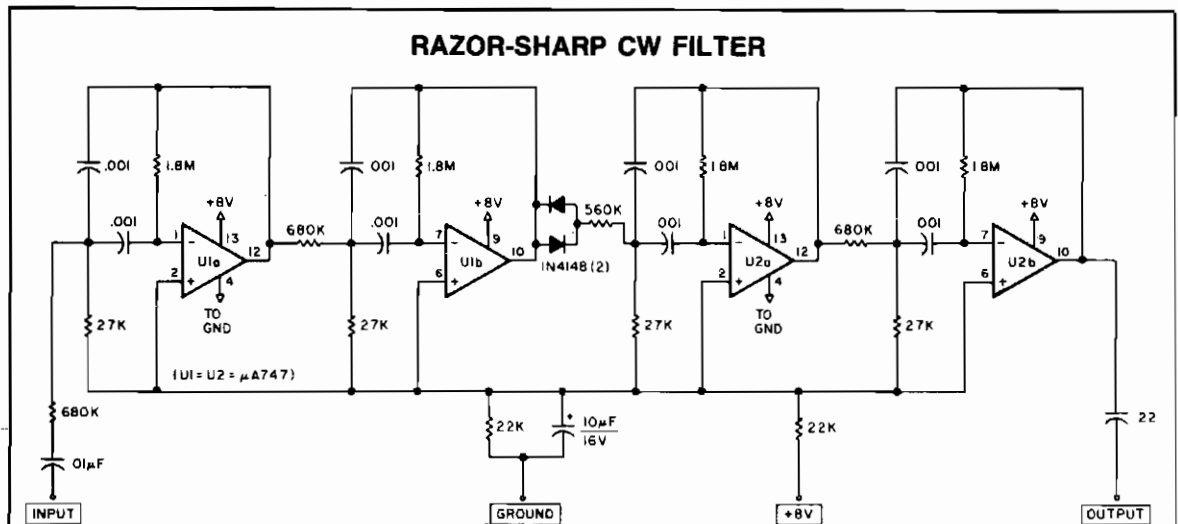 RAZOR-SHARP CW FILTER
.001
1.8M
.001
+8V
1
13
12
2
4
U1a
TO
GND
27K
680K
001
1.8M
.001
+8V
7
9
10
6
U1b
27K
1N4148(2)
560K
001
18M
001
+8V
1
13
12
2
4
U2a
TO
GND
27K
680K
001
18M
001
+8V
7
9
10
6
U2b
27K
(U1=U2=μA747)
680K
01μF
22K
+
10μF
16V
22K
22
INPUT
GROUND
+8V
OUTPUT